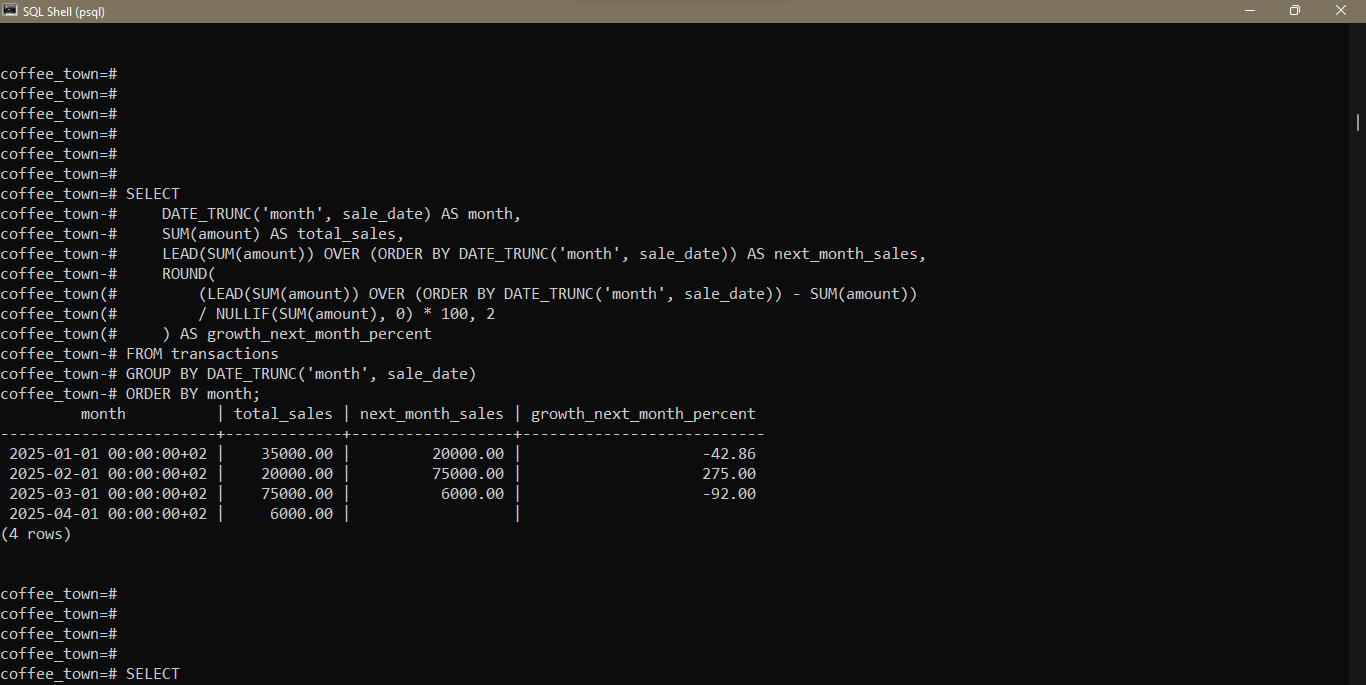 SQL Shell (psql)
coffee_town=#
coffee_town=#
coffee_town=#
coffee_town=#
coffee_town=#
coffee_town=#
coffee_town=# SELECT
coffee_town-#     DATE_TRUNC('month', sale_date) AS month,
coffee_town-#     SUM(amount) AS total_sales,
coffee_town-#     LEAD(SUM(amount)) OVER (ORDER BY DATE_TRUNC('month', sale_date)) AS next_month_sales,
coffee_town-#     ROUND(
coffee_town(#         (LEAD(SUM(amount)) OVER (ORDER BY DATE_TRUNC('month', sale_date)) - SUM(amount))
coffee_town(#         / NULLIF(SUM(amount), 0) * 100, 2
coffee_town(#     ) AS growth_next_month_percent
coffee_town-# FROM transactions
coffee_town-# GROUP BY DATE_TRUNC('month', sale_date)
coffee_town-# ORDER BY month;
         month          | total_sales | next_month_sales | growth_next_month_percent
------------------------+-------------+------------------+---------------------------
 2025-01-01 00:00:00+02 |    35000.00 |         20000.00 |                    -42.86
 2025-02-01 00:00:00+02 |    20000.00 |         75000.00 |                    275.00
 2025-03-01 00:00:00+02 |    75000.00 |          6000.00 |                    -92.00
 2025-04-01 00:00:00+02 |     6000.00 |                  |
(4 rows)
coffee_town=#
coffee_town=#
coffee_town=#
coffee_town=#
coffee_town=# SELECT